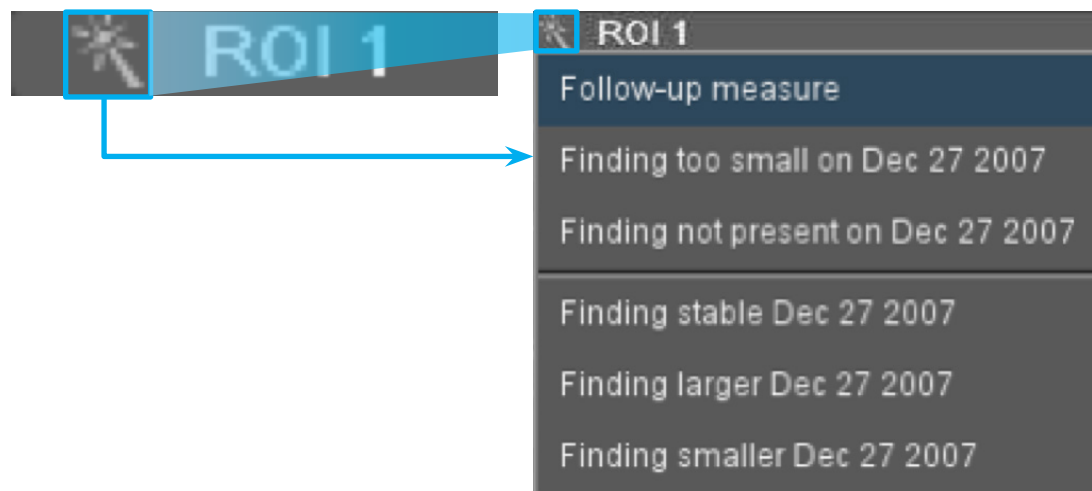 ROI 1
ROI 1
Follow-up measure
Finding too small on Dec 27 2007
Finding not present on Dec 27 2007
Finding stable Dec 27 2007
Finding larger Dec 27 2007
Finding smaller Dec 27 2007